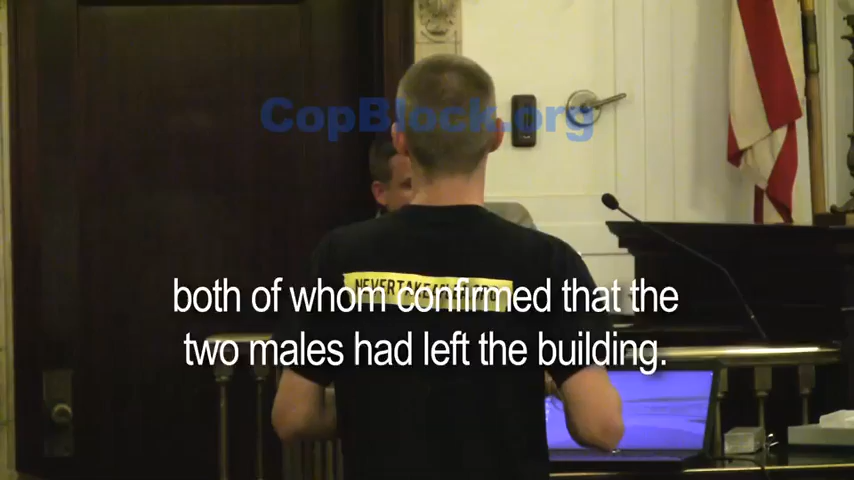 CopBlock.org
both of whom confirmed that the
two males had left the building.